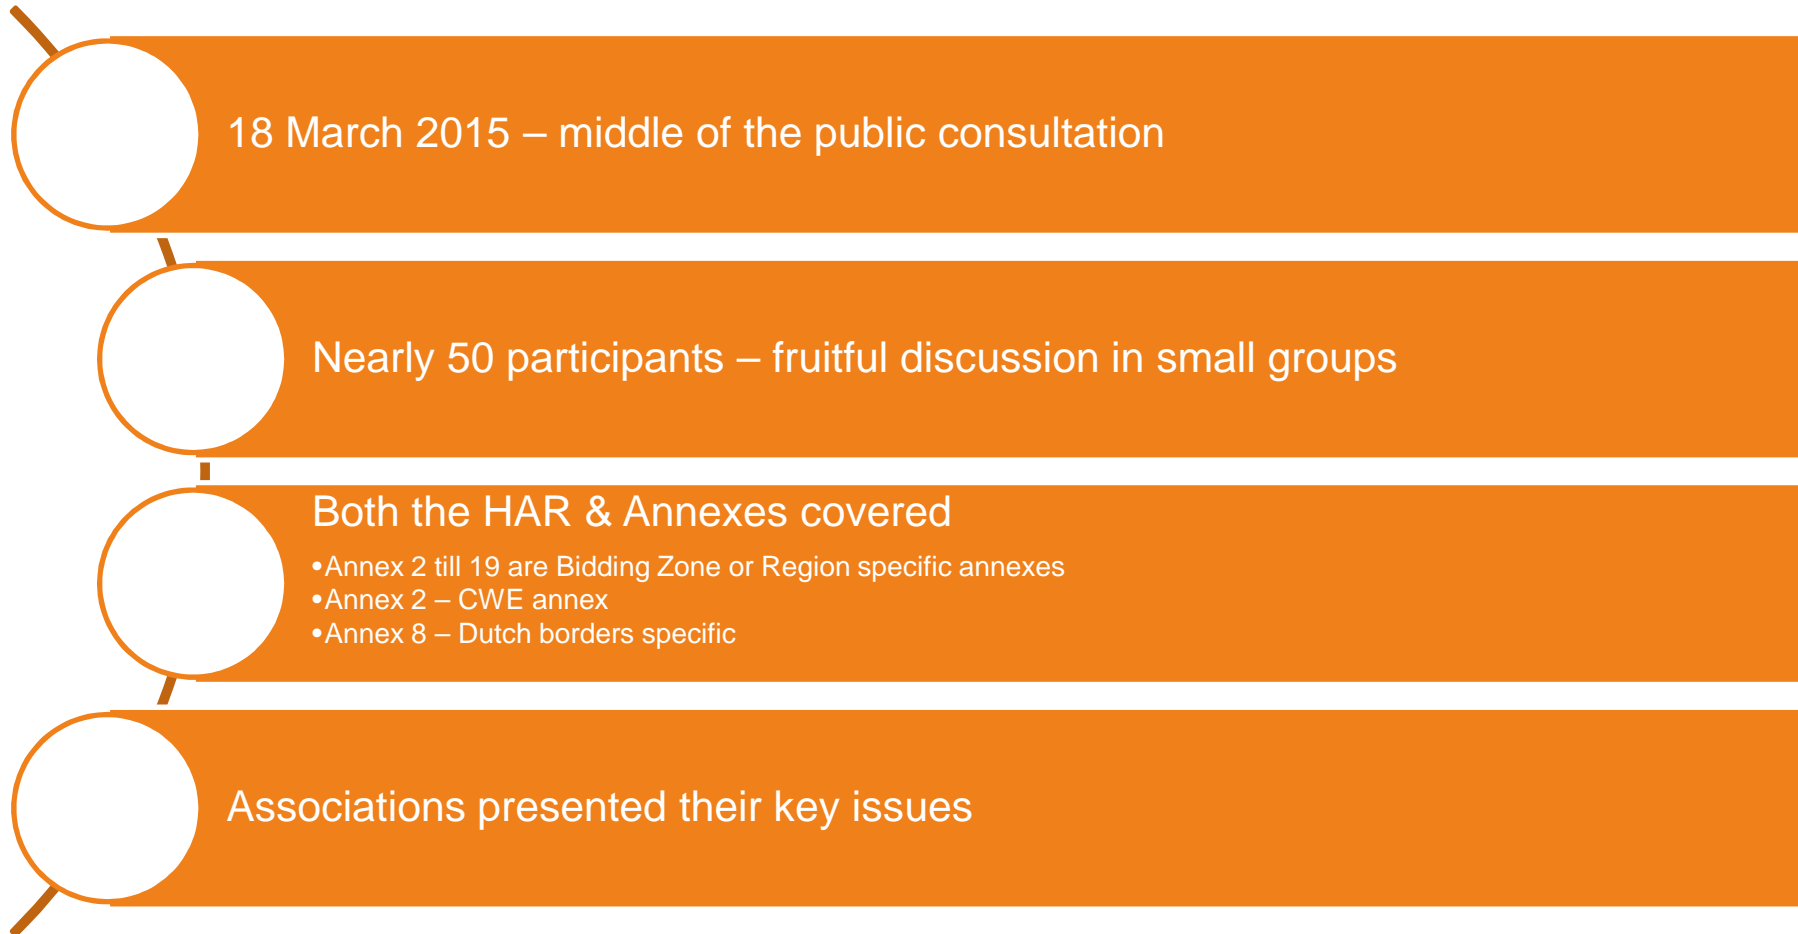 18 March 2015 – middle of the public consultation
Nearly 50 participants – fruitful discussion in small groups
Both the HAR & Annexes covered
•Annex 2 till 19 are Bidding Zone or Region specific annexes
•Annex 2 – CWE annex
•Annex 8 – Dutch borders specific
Associations presented their key issues